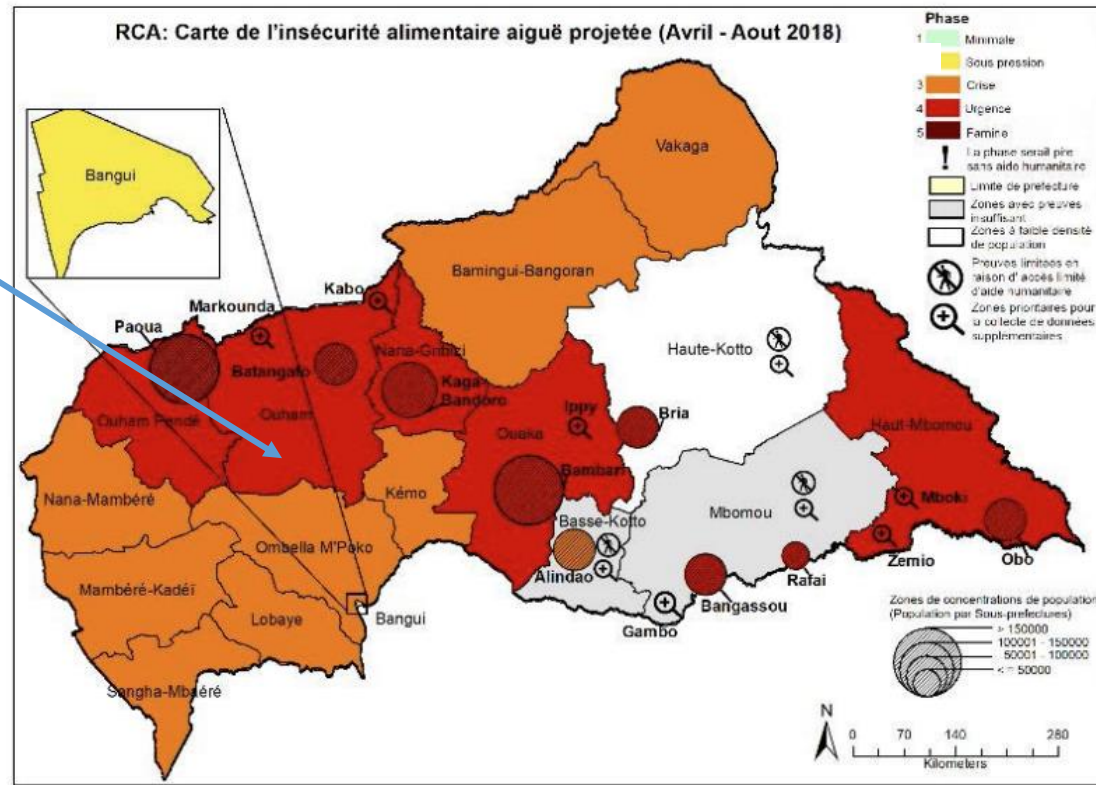 RCA: Carte de l'insécurité alimentaire aiguë projetée (Avril - Aout 2018)
Phase
1 Minimale
Sous pression
3 Crise
4 Urgence
5 Famine
! La phase serait pire
sans aide humanitaire
Limite de prefecture
Zones avec preuves
insuffisant
Zones à faible densité
de population
Preuves limitées en
raison d' accès limité
d'aide humanitaire
Zones prioritaires pour
la collecte de données
supplémentaires
Bangui
Vakaga
Bamingui-Bangoran
Kabo
Markounda
Paoua
Nana-Gribizi
Haute-Kotto
Batangafo
Kaga-
Bandoro
Ouham Pendé
Ouham
Ippy
Bria
Ouaka
Haut-Mbomou
Bambari
Kémo
Nana-Mambéré
Mboki
Mbomou
Basse-Kotto
Ombella M'Poko
Obo
Zemio
Rafai
Alindao
Mambéré-Kadéï
Bangassou
Lobaye
Bangui
Gambo
Sangha-Mbaéré
Zones de concentrations de population
(Population par Sous-prefectures)
> 150000
100001 - 150000
50001 - 100000
< = 50000
N
0 70 140 280
Kilometers